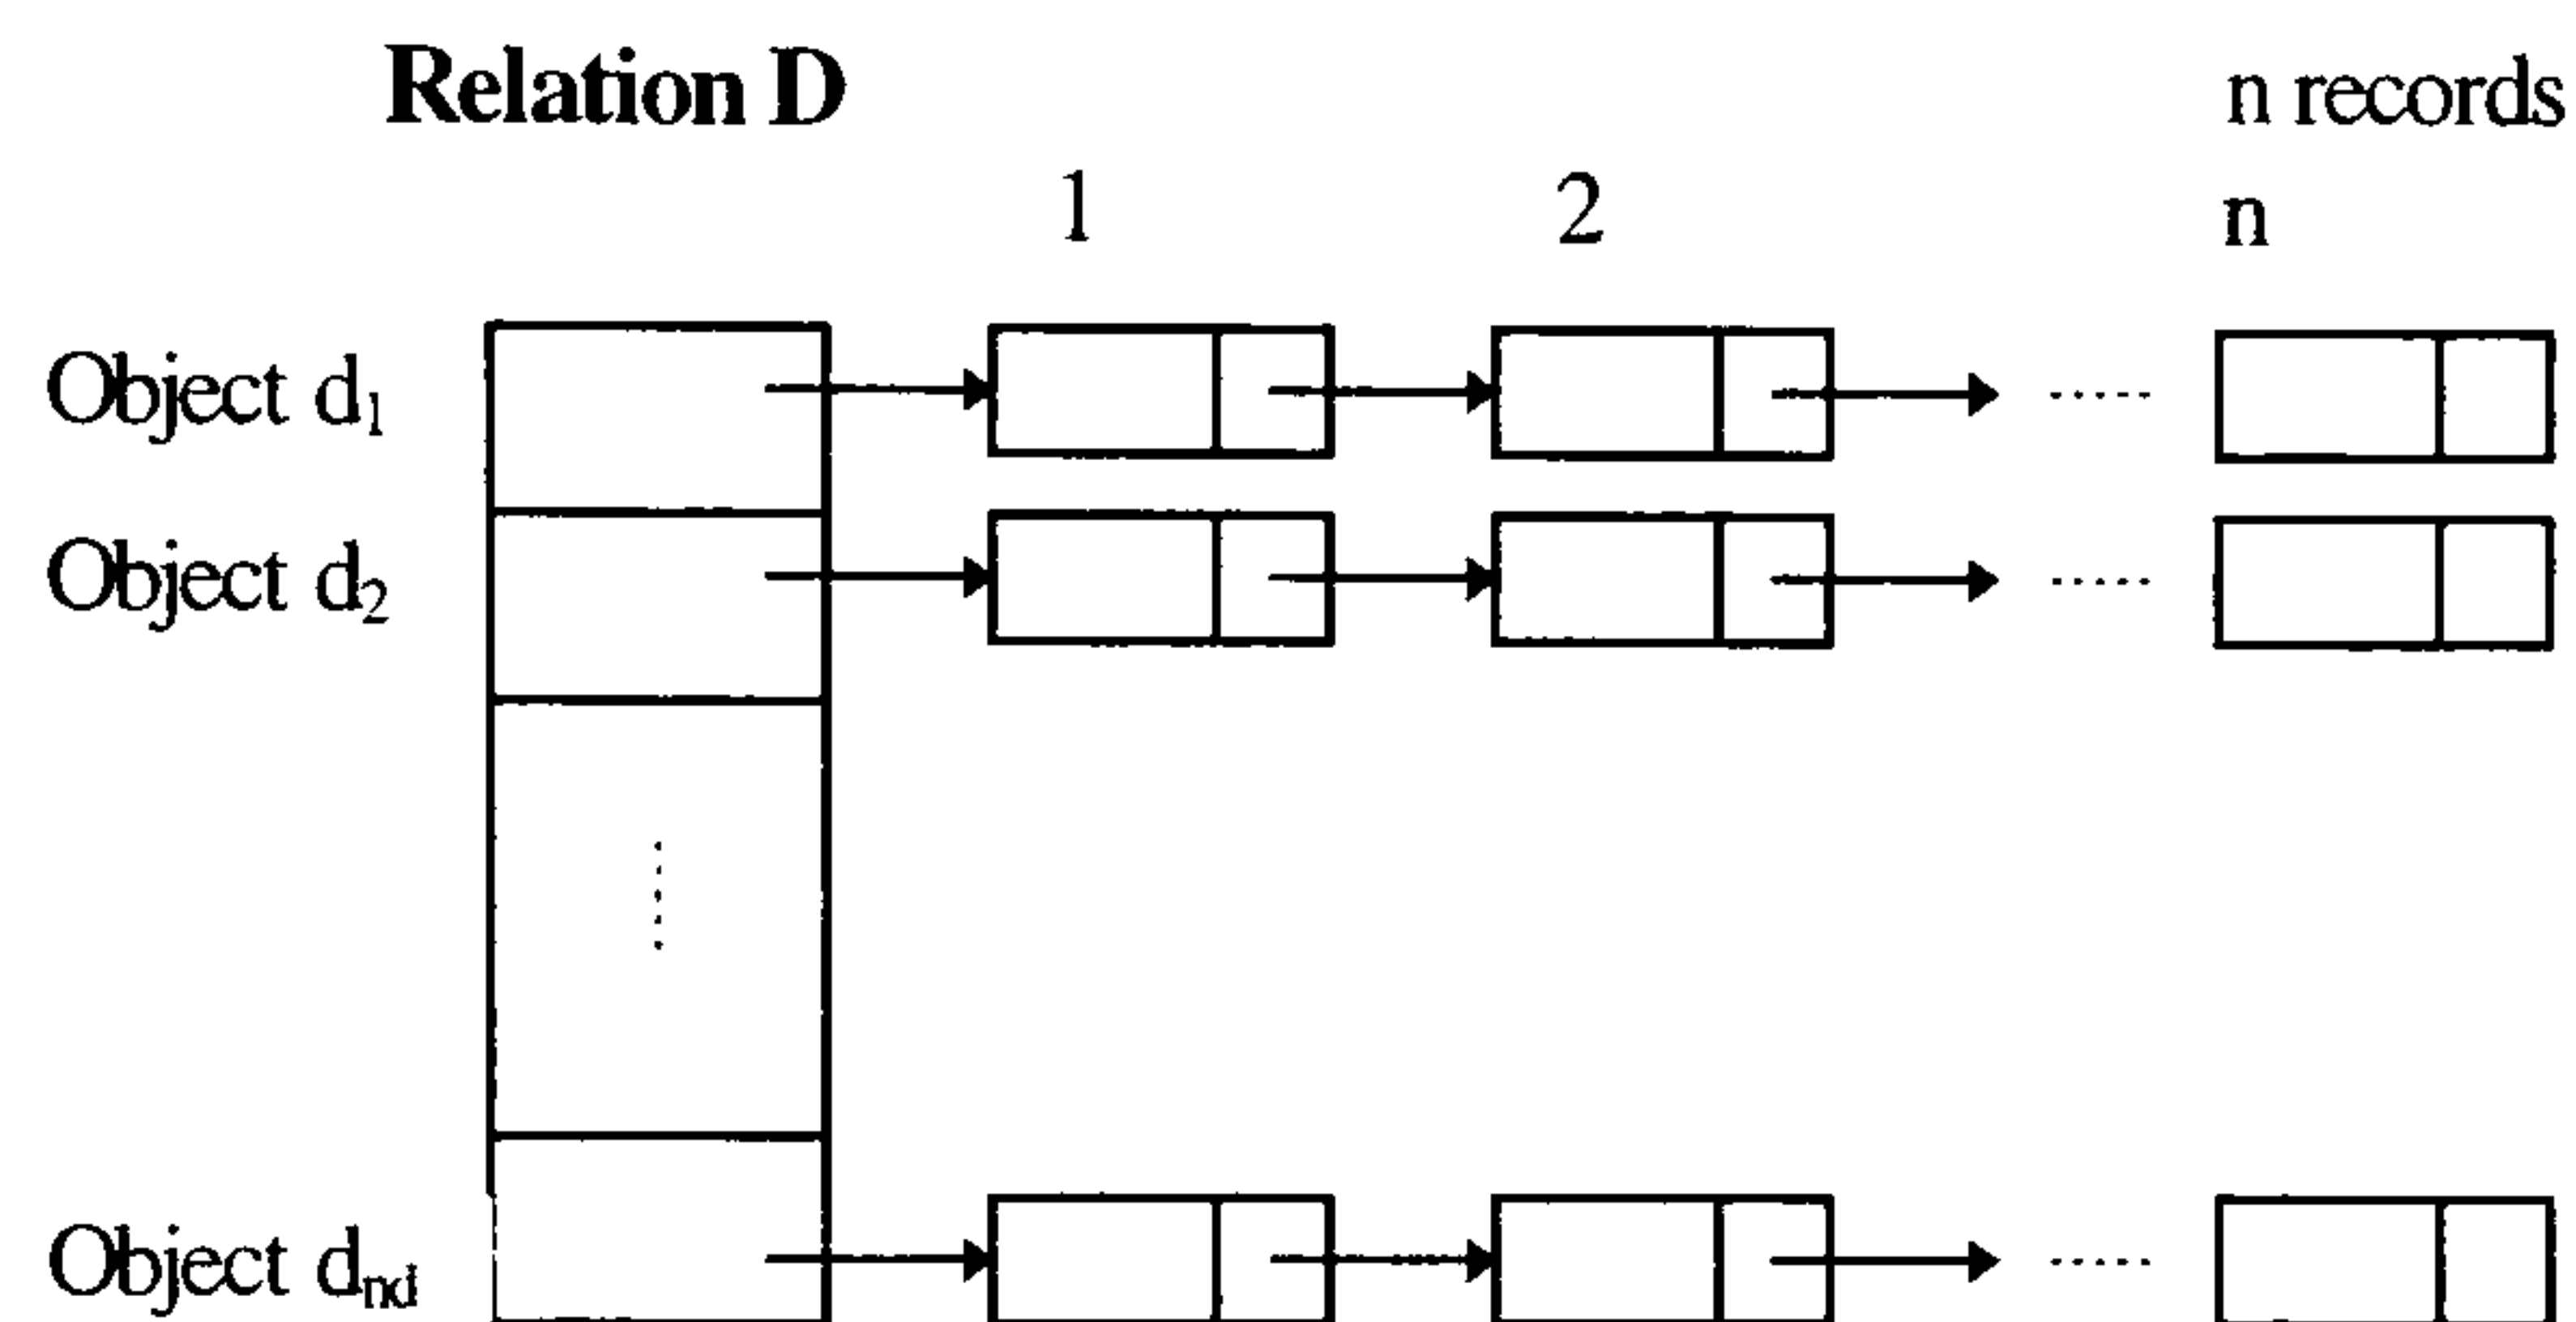 Relation D n records
1 2 n
Object d₁
Object d₂
Object dₙd